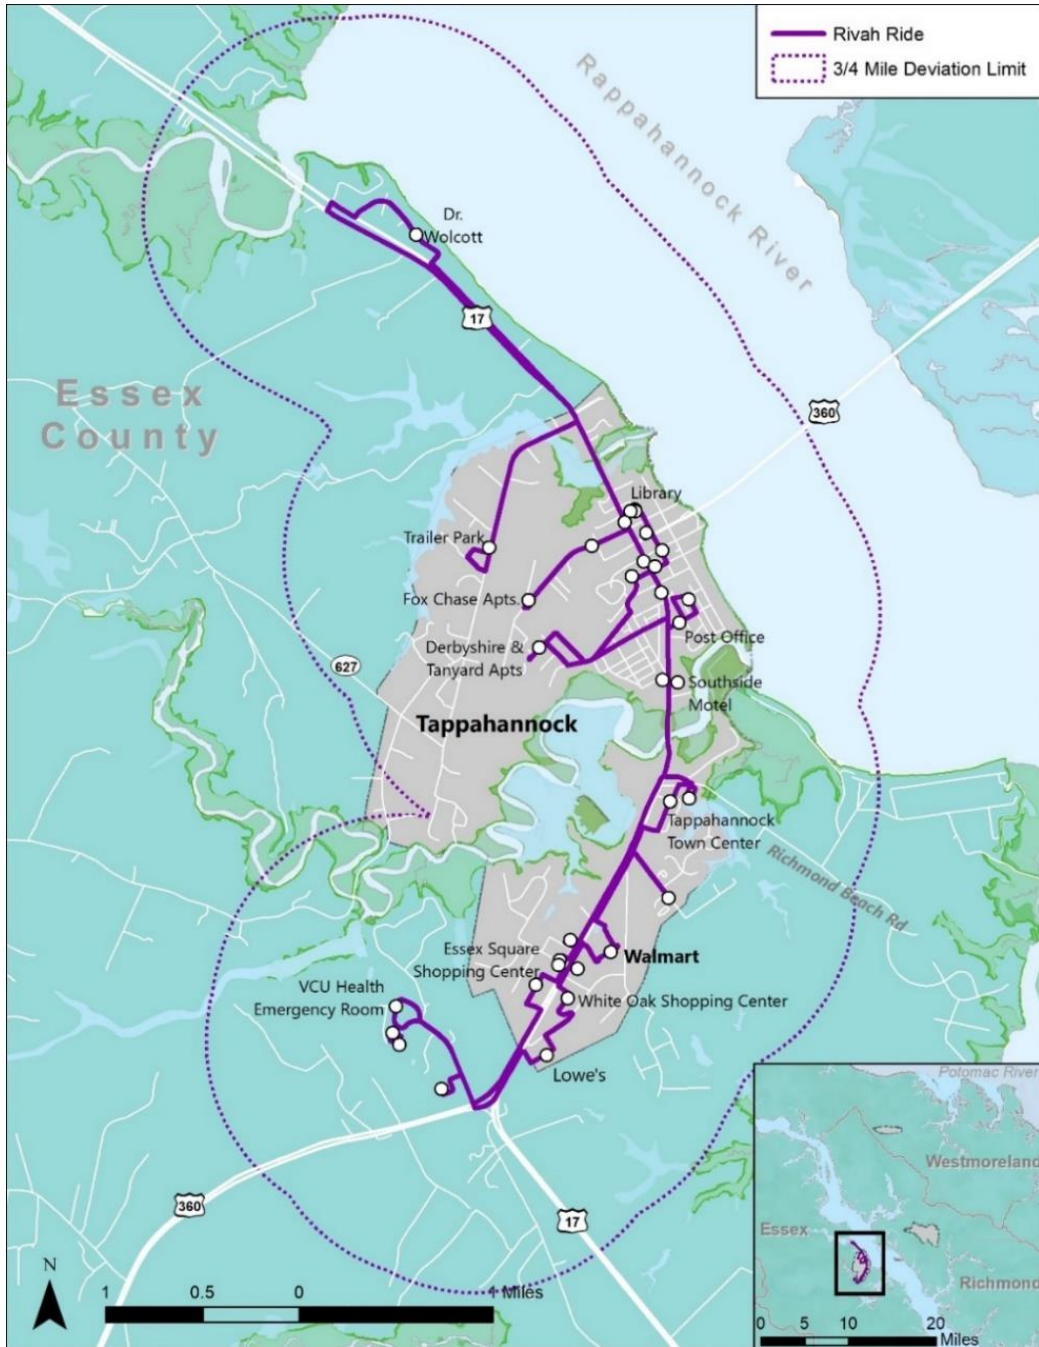 Rivah Ride
3/4 Mile Deviation Limit
Rappahannock River
Dr.
Wolcott
17
Essex
County
360
Library
Trailer Park
Fox Chase Apts.
Post Office
Derbyshire &
Tanyard Apts
627
Southside
Motel
Tappahannock
Tappahannock
Town Center
Richmond Beach Rd
Essex Square
Shopping Center
Walmart
VCU Health
Emergency Room
White Oak Shopping Center
Lowe's
360
17
N
1 0.5 0 1 Miles
Potomac River
Westmoreland
Essex
Richmond
0 5 10 20
Miles